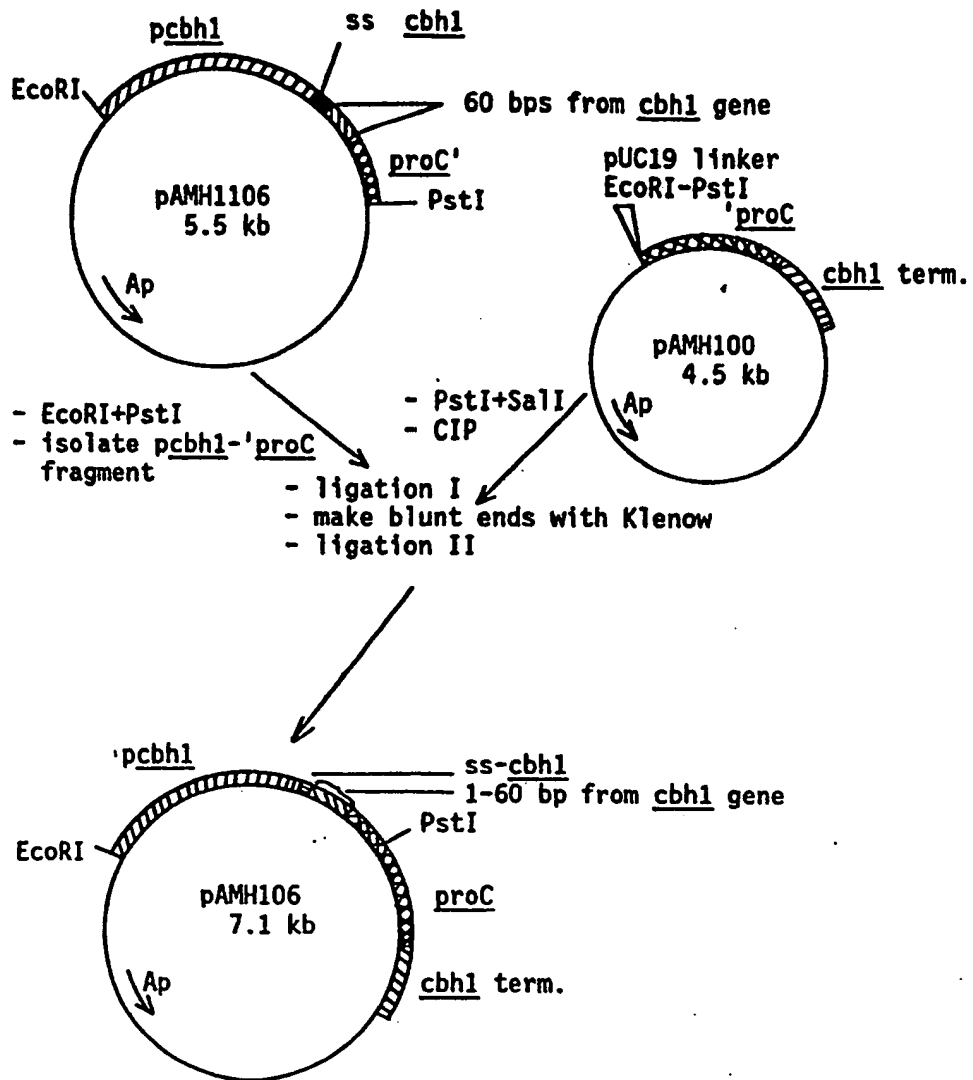 pcbh1
ss cbh1
EcoRI
60 bps from cbh1 gene
proC'
PstI
pAMH1106
5.5 kb
Ap
pUC19 linker
EcoRI-PstI
'proC
cbh1 term.
pAMH100
4.5 kb
Ap
- EcoRI+PstI
- isolate pcbh1-'proC
fragment
- PstI+SalI
- CIP
- ligation I
- make blunt ends with Klenow
- ligation II
'pcbh1
ss-cbh1
1-60 bp from cbh1 gene
PstI
EcoRI
pAMH106
7.1 kb
proC
Ap
cbh1 term.